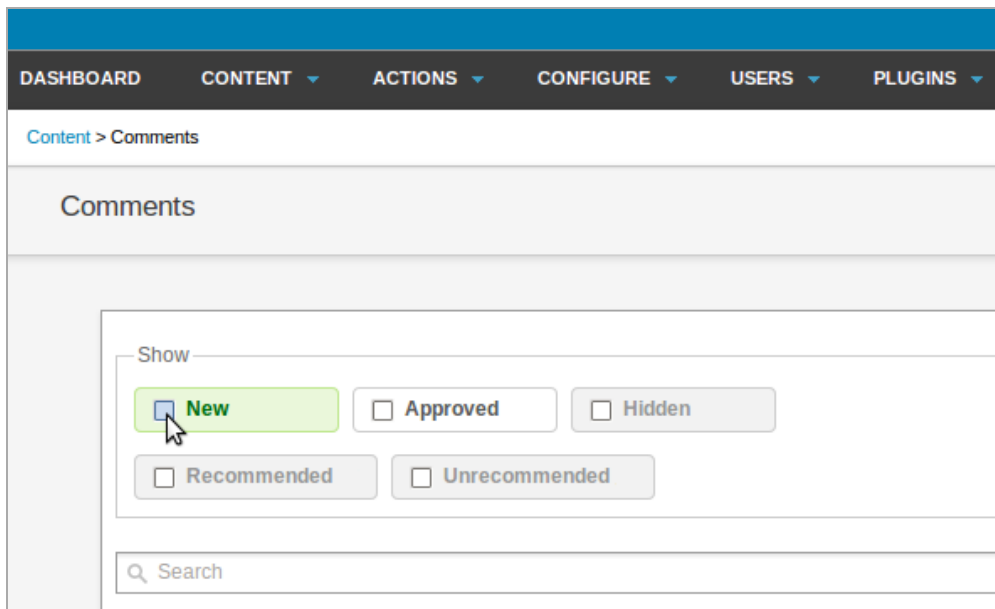 DASHBOARD CONTENT ACTIONS CONFIGURE USERS PLUGINS
Content > Comments
Comments
Show
New Approved Hidden
Recommended Unrecommended
Search